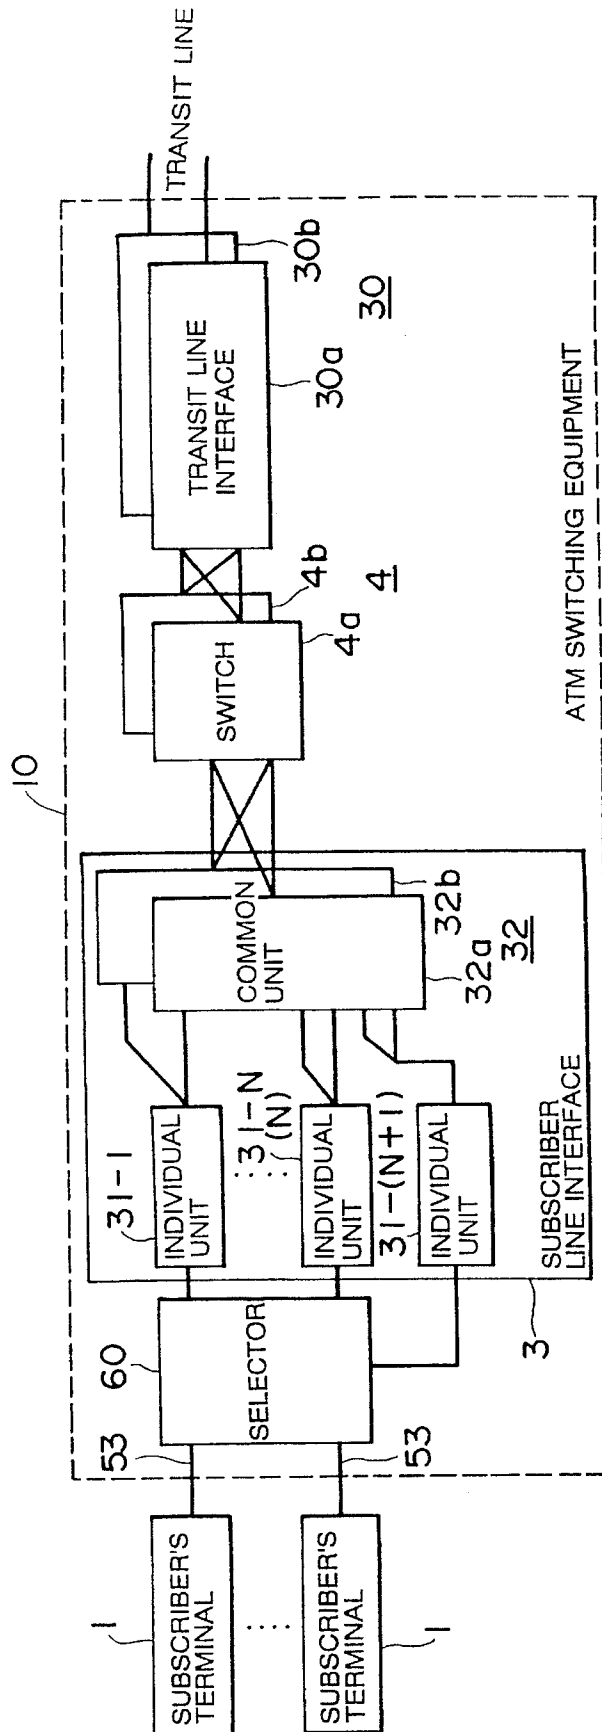 10
1
SUBSCRIBER'S
TERMINAL
....
SUBSCRIBER'S
TERMINAL
1
53
53
60
SELECTOR
3
31-1
INDIVIDUAL
UNIT
31-N
(N)
INDIVIDUAL
UNIT
31-(N+1)
INDIVIDUAL
UNIT
SUBSCRIBER
LINE INTERFACE
COMMON
UNIT
32b
32a
32
SWITCH
4b
4a
4
TRANSIT LINE
INTERFACE
30b
30a
30
TRANSIT LINE
ATM SWITCHING EQUIPMENT